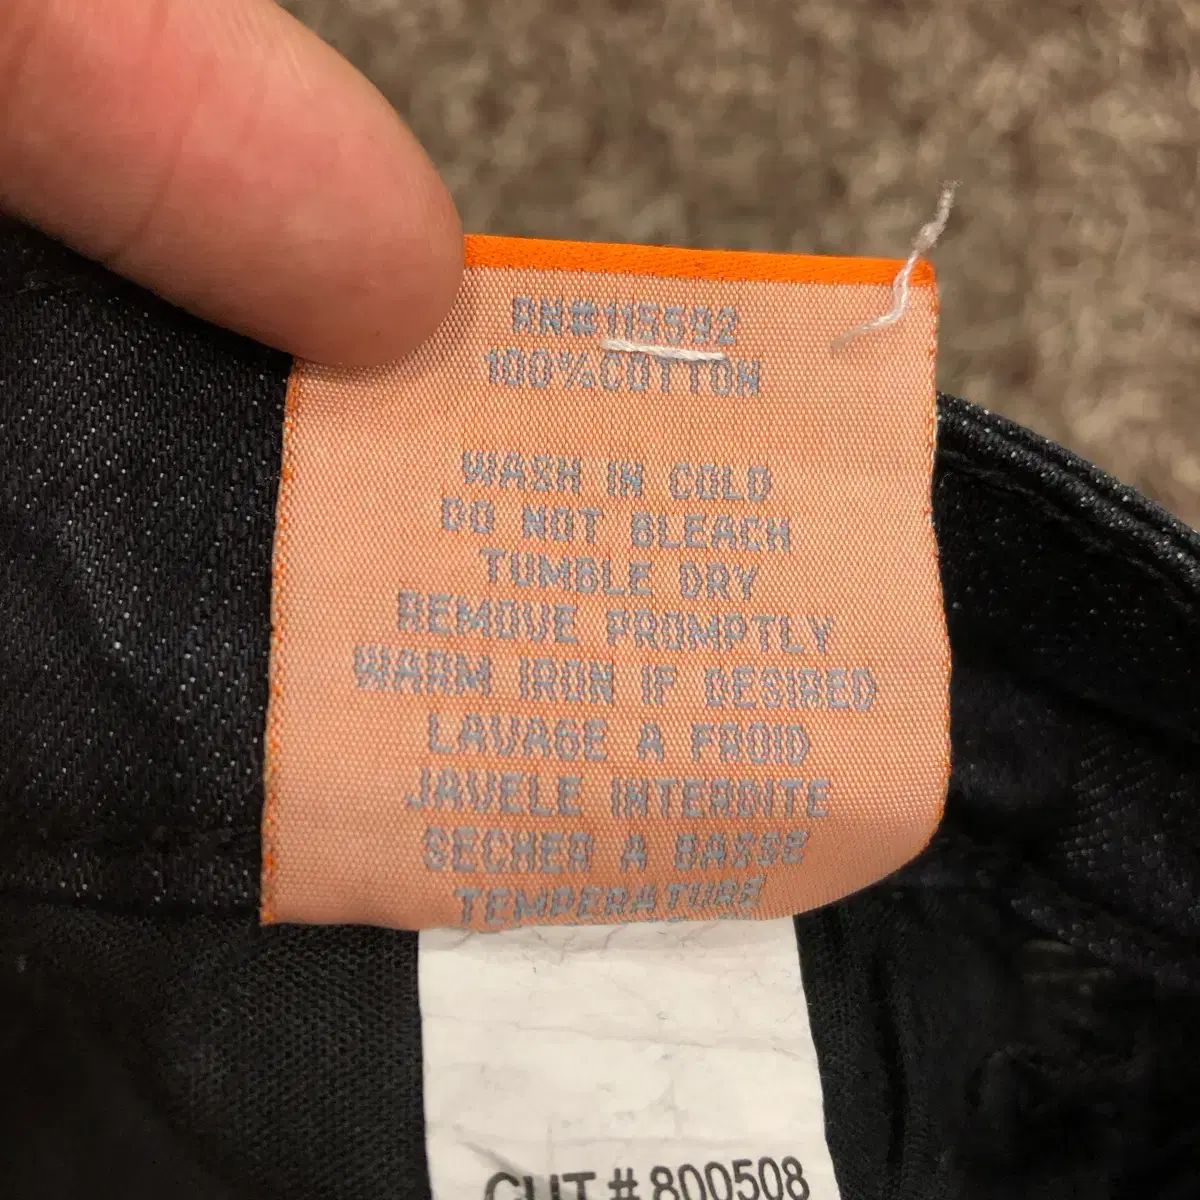 RN#115592
100%COTTON
WASH IN COLD
DO NOT BLEACH
TUMBLE DRY
REMOVE PROMPTLY
WARM IRON IF DESIRED
LAVAGE A FROID
JAVELE INTERDITE
SECHER A BASSE
TEMPERATURE
CUT # 800508